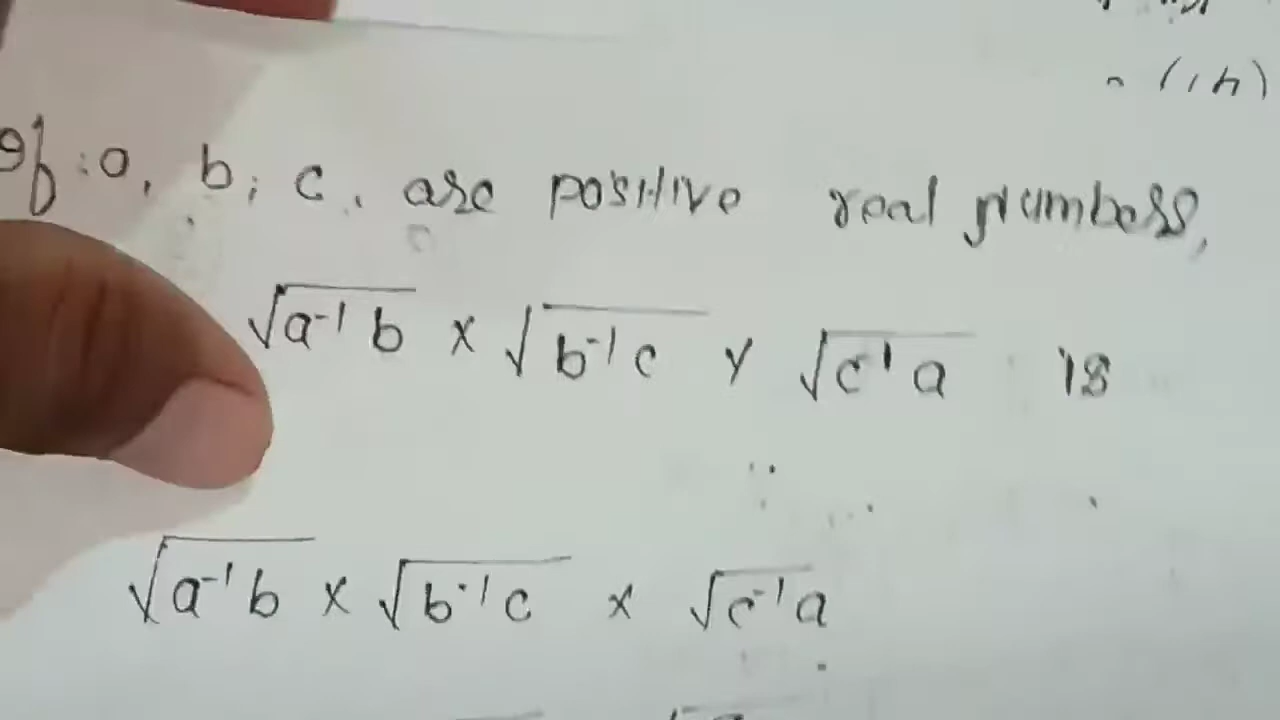 If a, b, c, are positive real numbers,
√a⁻¹b × √b⁻¹c × √c⁻¹a is
√a⁻¹b × √b⁻¹c × √c⁻¹a